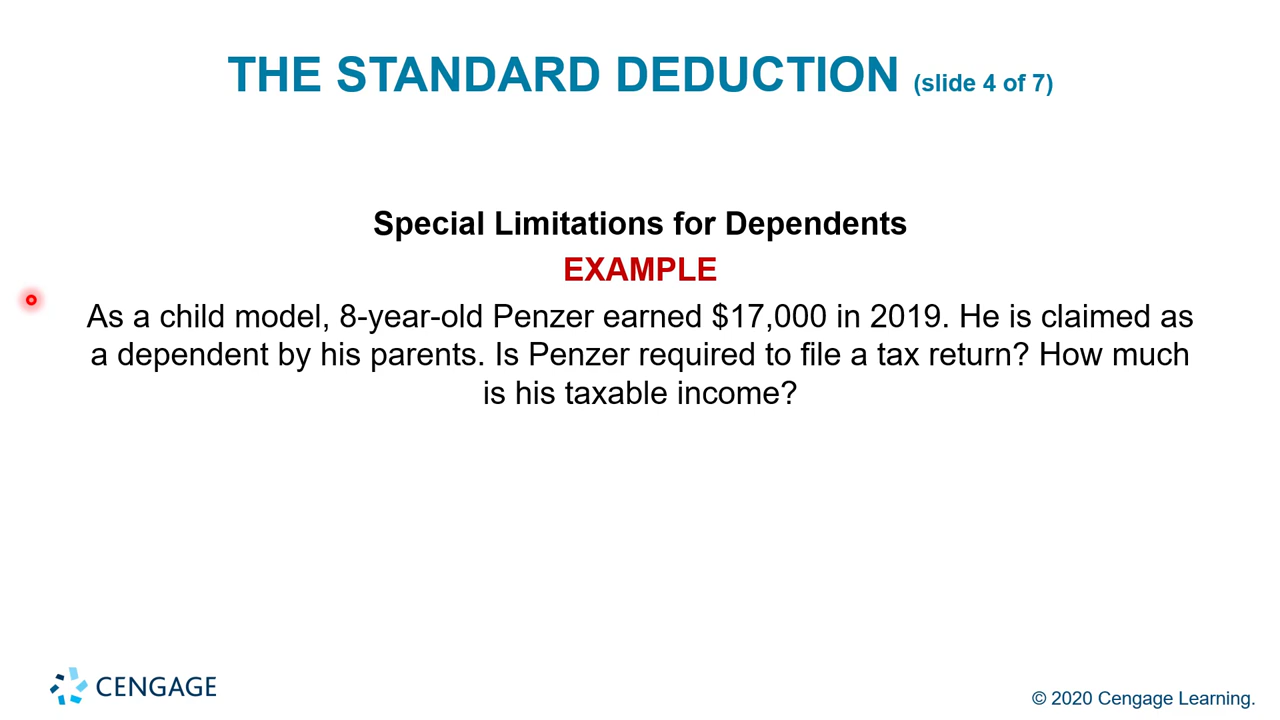 THE STANDARD DEDUCTION (slide 4 of 7)
Special Limitations for Dependents
EXAMPLE
As a child model, 8-year-old Penzer earned $17,000 in 2019. He is claimed as
a dependent by his parents. Is Penzer required to file a tax return? How much
is his taxable income?
CENGAGE
© 2020 Cengage Learning.